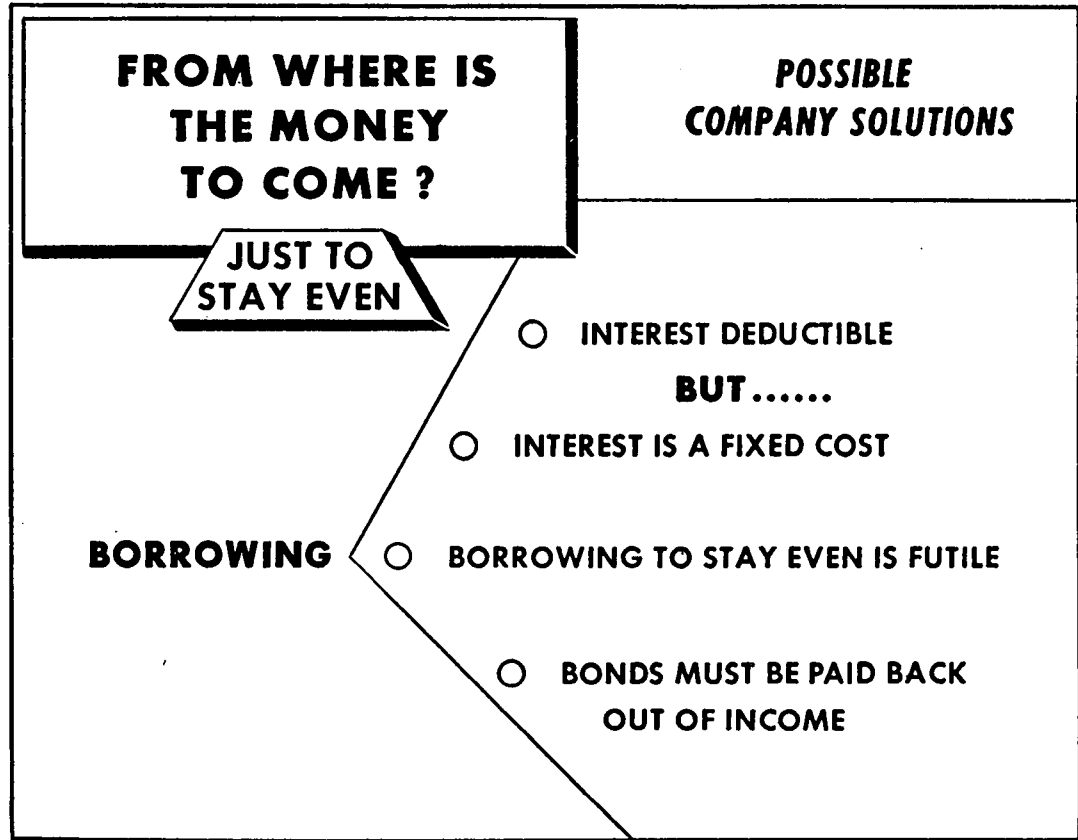 FROM WHERE IS
THE MONEY
TO COME ?
JUST TO
STAY EVEN
POSSIBLE
COMPANY SOLUTIONS
INTEREST DEDUCTIBLE
BUT......
INTEREST IS A FIXED COST
BORROWING
BORROWING TO STAY EVEN IS FUTILE
BONDS MUST BE PAID BACK
OUT OF INCOME